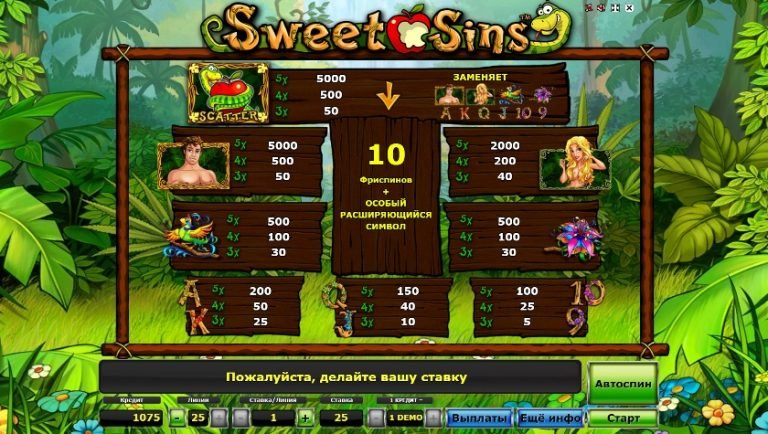 Sweet Sins™
SCATTER
5x 5000
4x 500
3x 50
ЗАМЕНЯЕТ
A K Q J 10 9
5x 5000
4x 500
3x 50
10
Фриспинов
+
ОСОБЫЙ
РАСШИРЯЮЩИЙСЯ
СИМВОЛ
5x 2000
4x 200
3x 40
5x 500
4x 100
3x 30
5x 500
4x 100
3x 30
A
K
5x 200
4x 50
3x 25
Q
J
5x 150
4x 40
3x 10
5x 100
4x 25
3x 5
10
9
Пожалуйста, делайте вашу ставку
Автоспин
Кредит Линии Ставка/Линия Ставка 1 КРЕДИТ =
1075 - 25 1 + 25 1 DEMO Выплаты Ещё инфо Старт